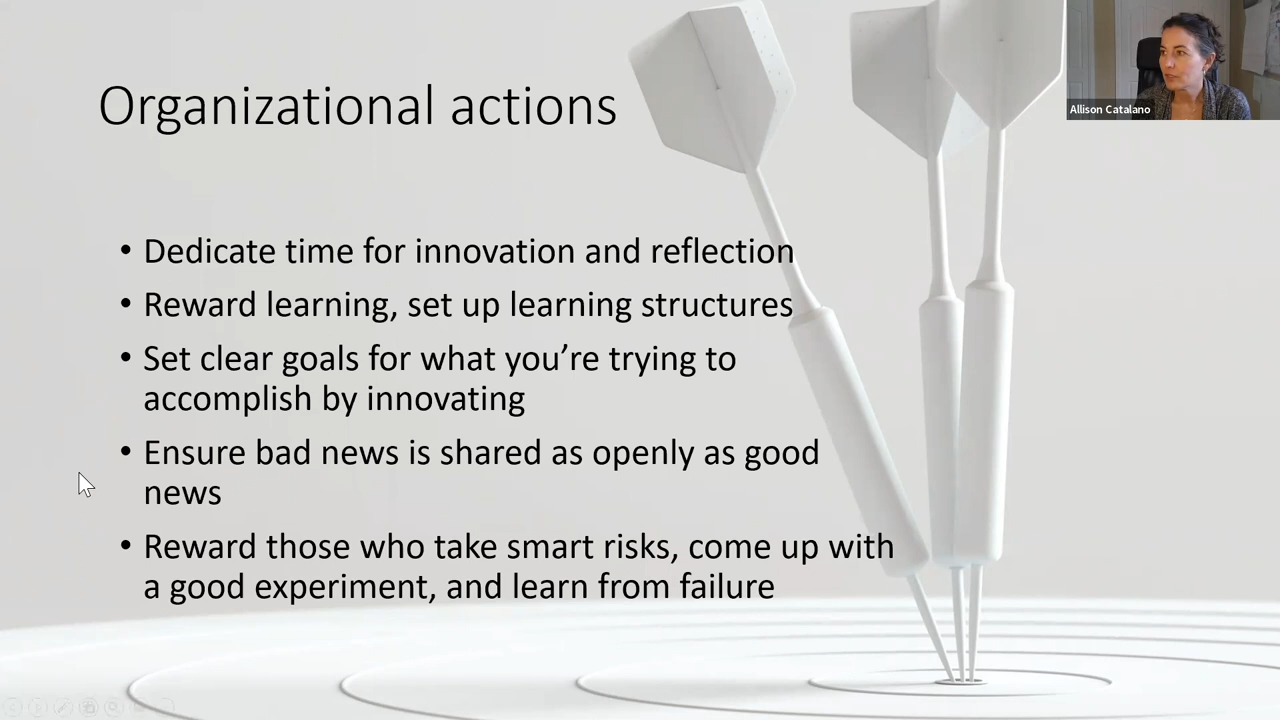 Allison Catalano
Organizational actions
• Dedicate time for innovation and reflection
• Reward learning, set up learning structures
• Set clear goals for what you’re trying to
accomplish by innovating
• Ensure bad news is shared as openly as good
news
• Reward those who take smart risks, come up with
a good experiment, and learn from failure